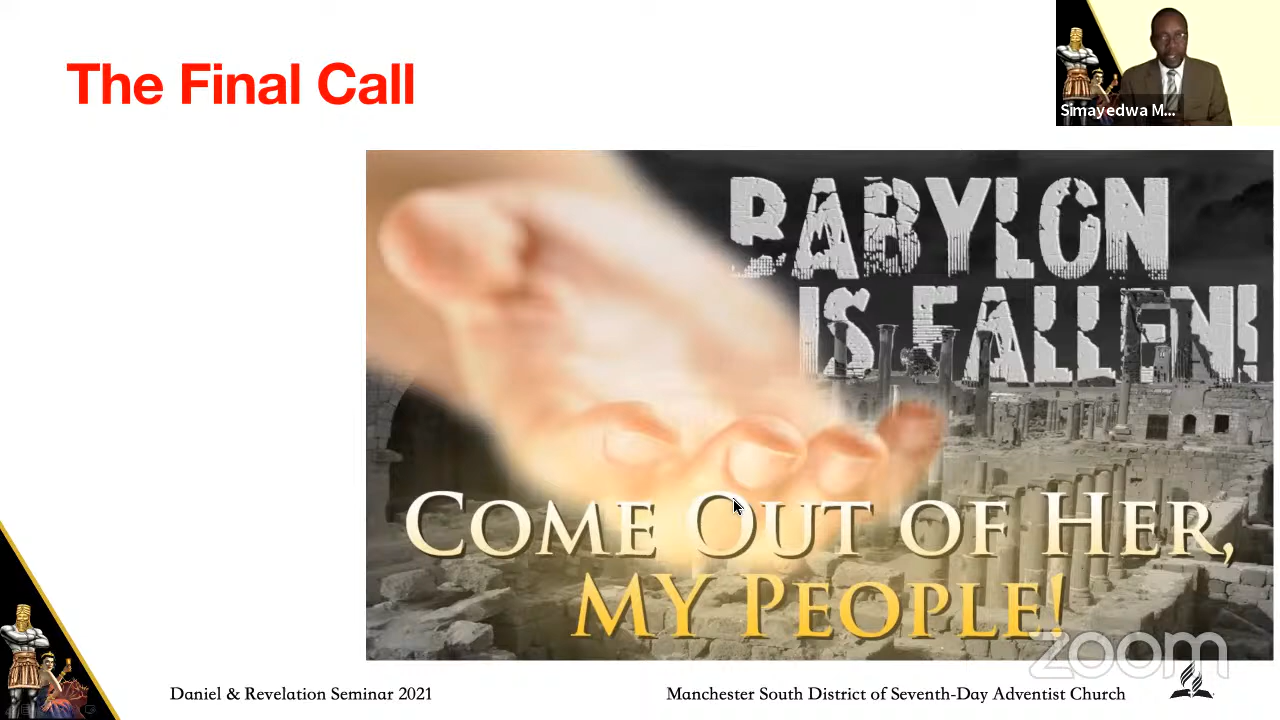 The Final Call
Simayedwa M...
BABYLON
IS FALLEN!
COME OUT OF HER,
MY PEOPLE!
zoom
Daniel & Revelation Seminar 2021
Manchester South District of Seventh-Day Adventist Church